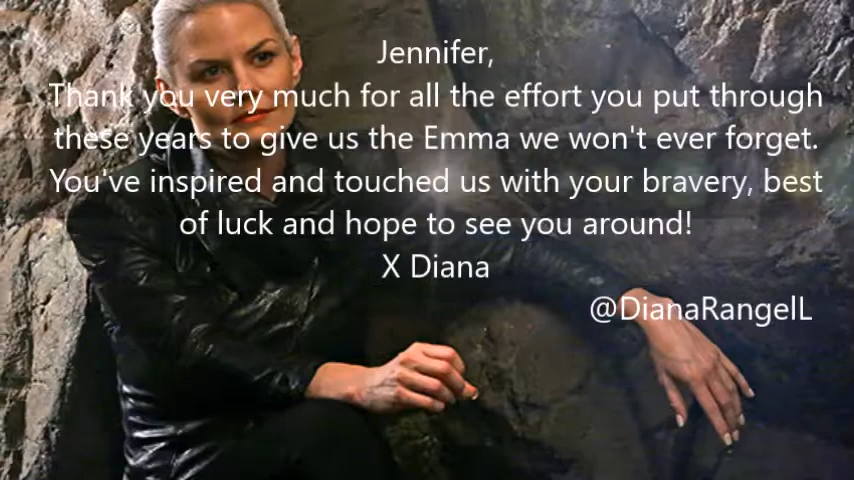 Jennifer,
Thank you very much for all the effort you put through
these years to give us the Emma we won't ever forget.
You've inspired and touched us with your bravery, best
of luck and hope to see you around!
X Diana
@DianaRangelL